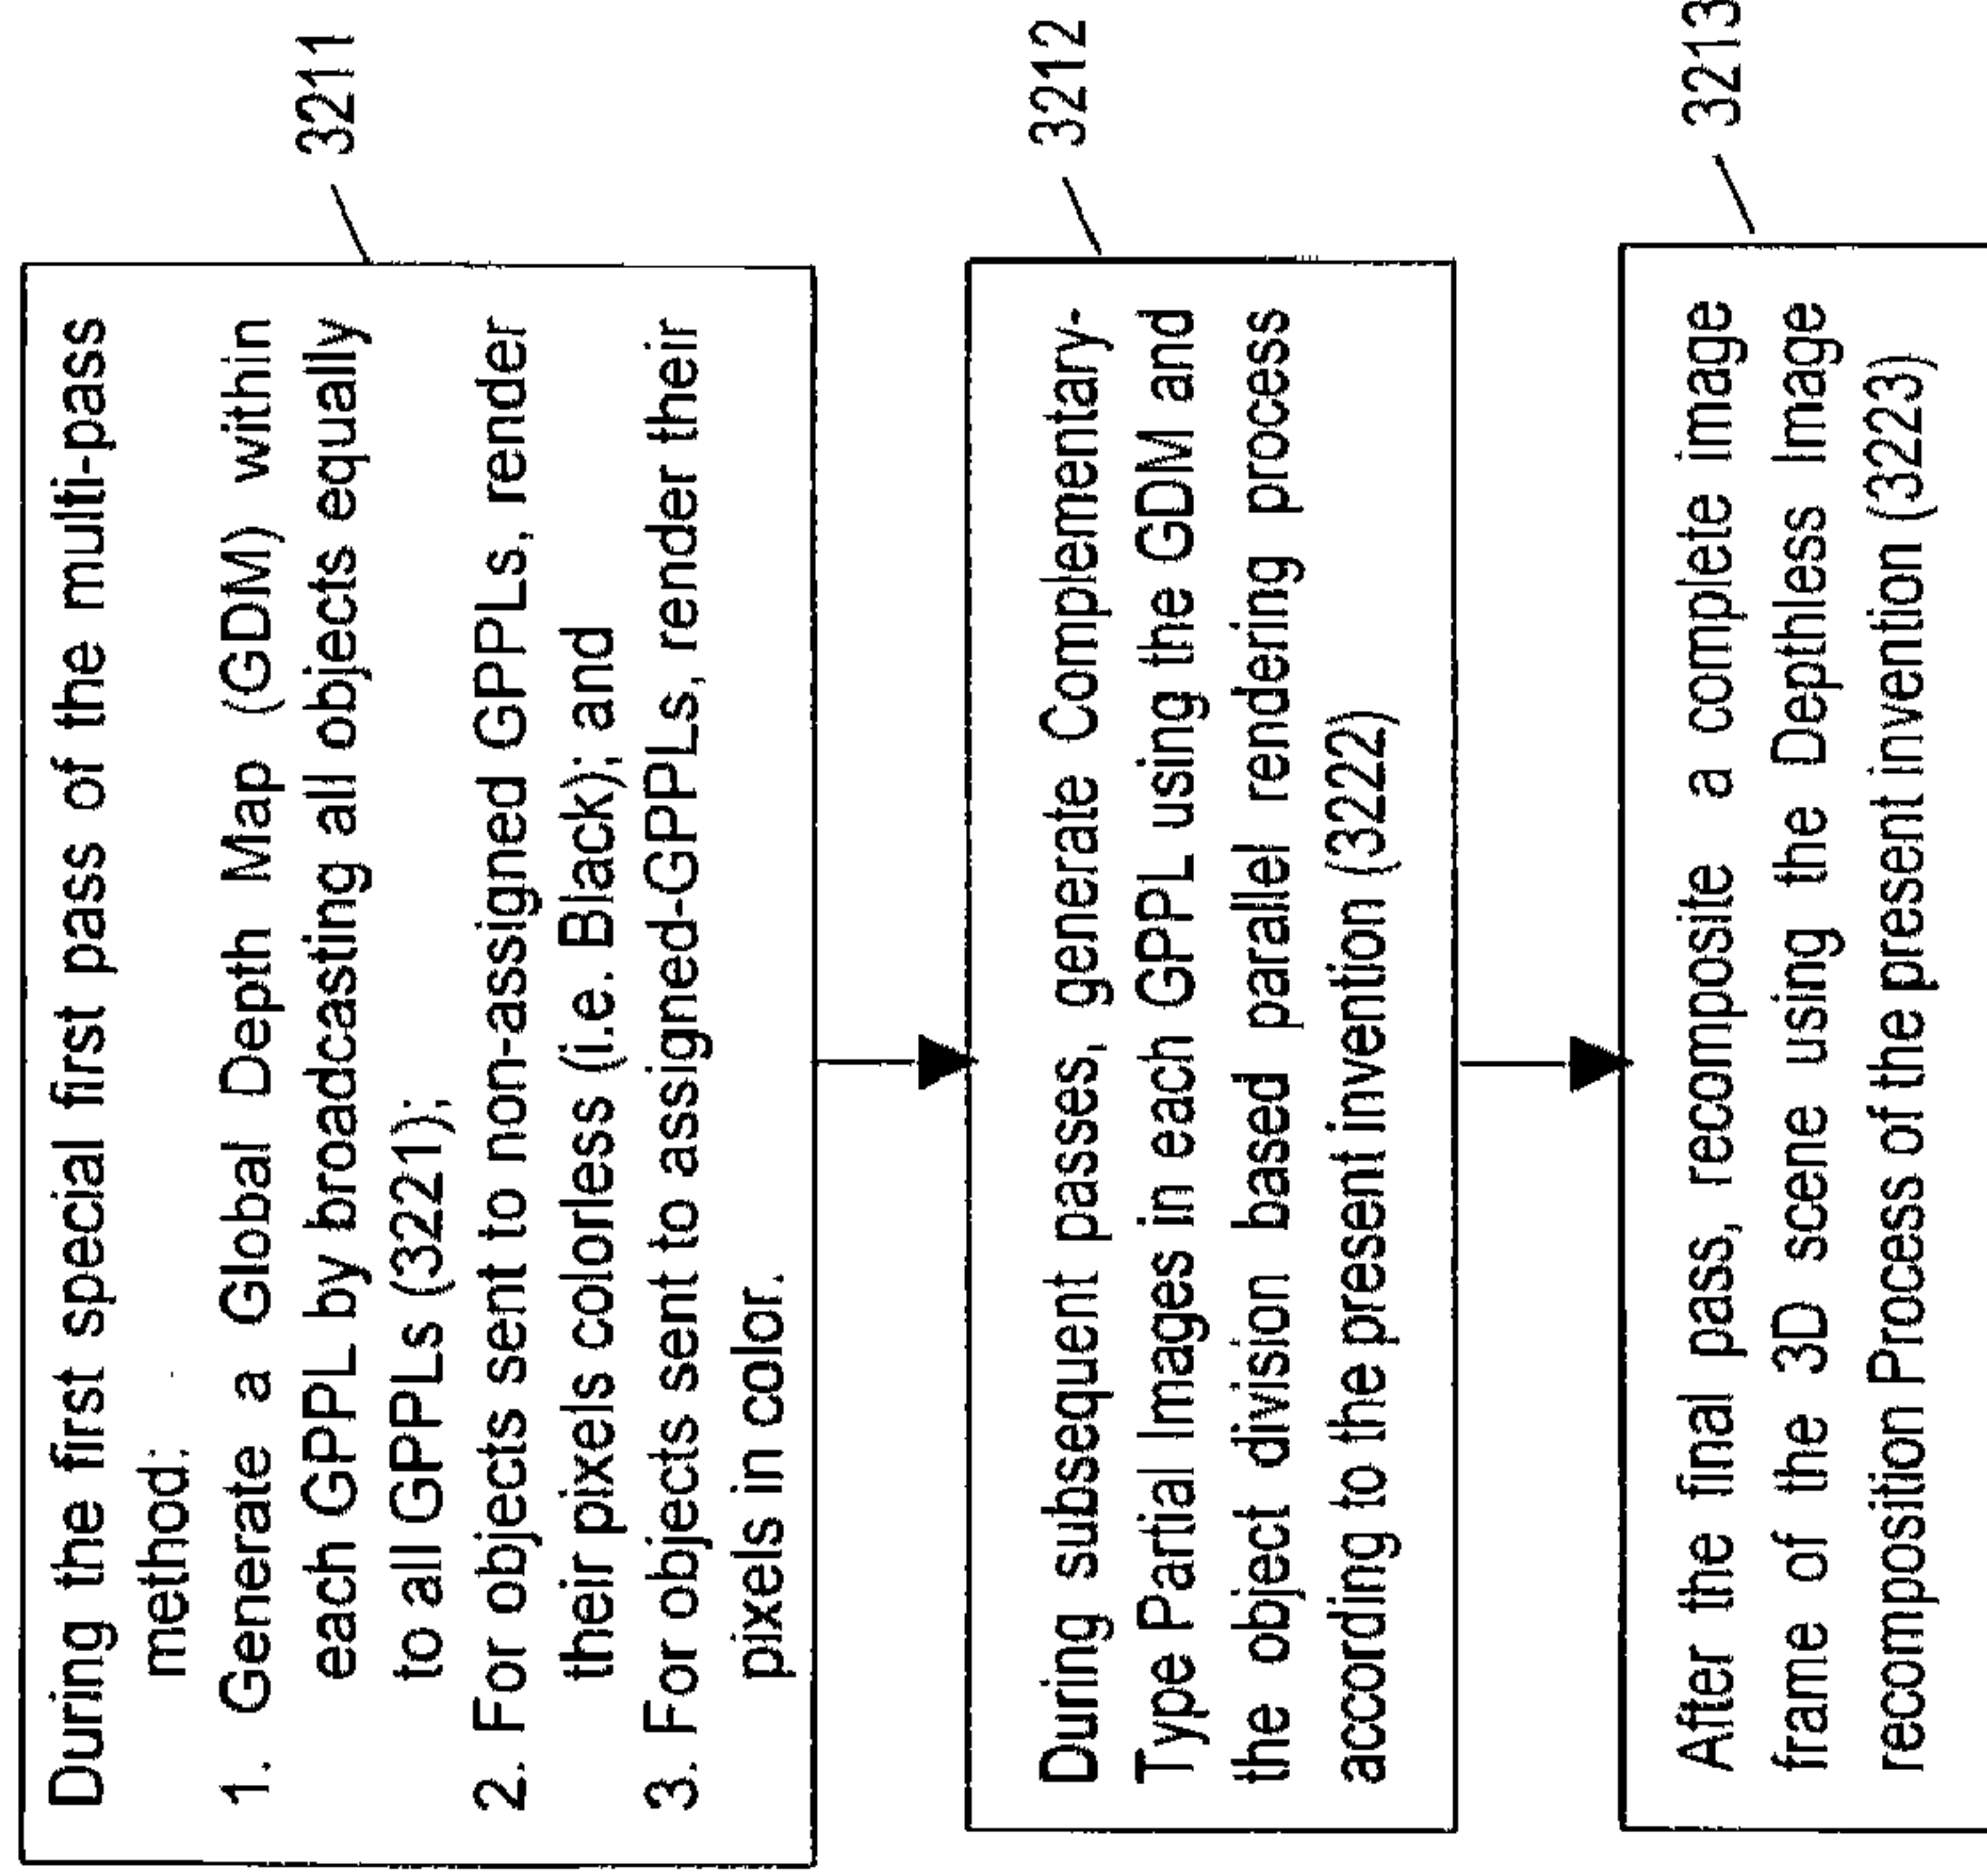 During the first special first pass of the multi-pass
method:
1. Generate a Global Depth Map (GDM) within
each GPPL by broadcasting all objects equally
to all GPPLs (3221);
2. For objects sent to non-assigned GPPLs, render
their pixels colorless (i.e. Black); and
3. For objects sent to assigned-GPPLs, render their
pixels in color.
3211
During subsequent passes, generate Complementary-
Type Partial Images in each GPPL using the GDM and
the object division based parallel rendering process
according to the present invention (3222)
3212
After the final pass, recomposite a complete image
frame of the 3D scene using the Depthless Image
recomposition Process of the present invention (3223)
3213